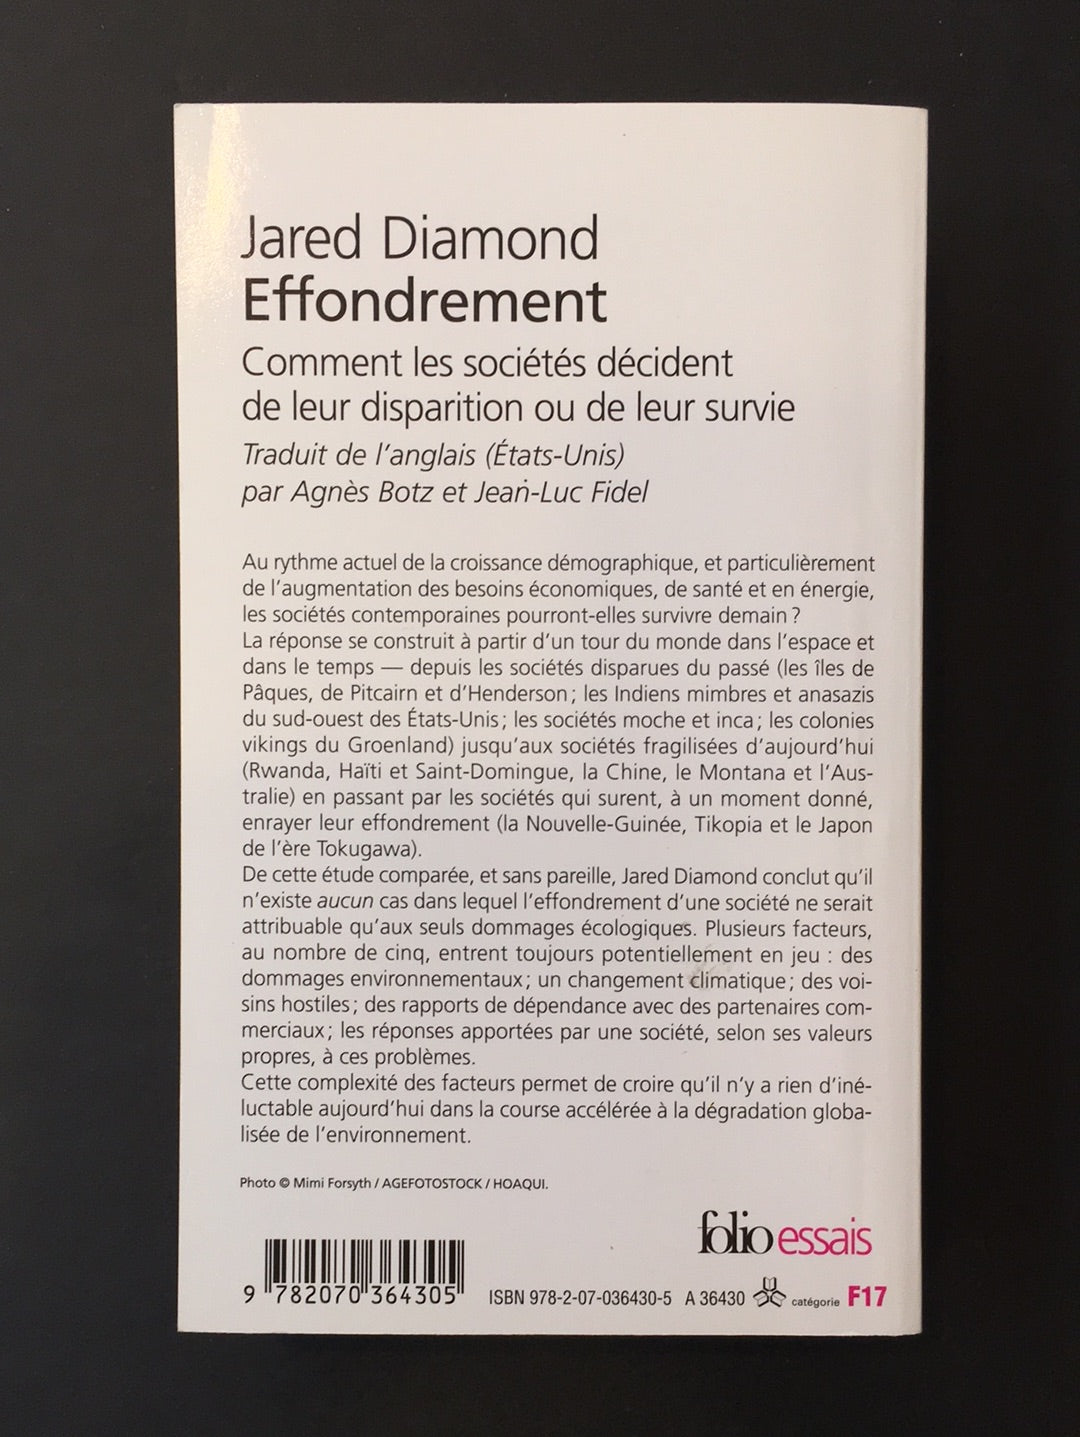 Jared Diamond
Effondrement
Comment les sociétés décident
de leur disparition ou de leur survie
Traduit de l'anglais (États-Unis)
par Agnès Botz et Jean-Luc Fidel
Au rythme actuel de la croissance démographique, et particulièrement
de l'augmentation des besoins économiques, de santé et en énergie,
les sociétés contemporaines pourront-elles survivre demain ?
La réponse se construit à partir d'un tour du monde dans l'espace et
dans le temps — depuis les sociétés disparues du passé (les îles de
Pâques, de Pitcairn et d'Henderson ; les Indiens mimbres et anasazis
du sud-ouest des États-Unis ; les sociétés moche et inca ; les colonies
vikings du Groenland) jusqu'aux sociétés fragilisées d'aujourd'hui
(Rwanda, Haïti et Saint-Domingue, la Chine, le Montana et l'Aus-
tralie) en passant par les sociétés qui surent, à un moment donné,
enrayer leur effondrement (la Nouvelle-Guinée, Tikopia et le Japon
de l'ère Tokugawa).
De cette étude comparée, et sans pareille, Jared Diamond conclut qu'il
n'existe aucun cas dans lequel l'effondrement d'une société ne serait
attribuable qu'aux seuls dommages écologiques. Plusieurs facteurs,
au nombre de cinq, entrent toujours potentiellement en jeu : des
dommages environnementaux ; un changement climatique ; des voi-
sins hostiles ; des rapports de dépendance avec des partenaires com-
merciaux ; les réponses apportées par une société, selon ses valeurs
propres, à ces problèmes.
Cette complexité des facteurs permet de croire qu'il n'y a rien d'iné-
luctable aujourd'hui dans la course accélérée à la dégradation globa-
lisée de l'environnement.
Photo © Mimi Forsyth / AGEFOTOSTOCK / HOAQUI.
folio essais
9 782070 364305 ISBN 978-2-07-036430-5 A 36430 catégorie F17